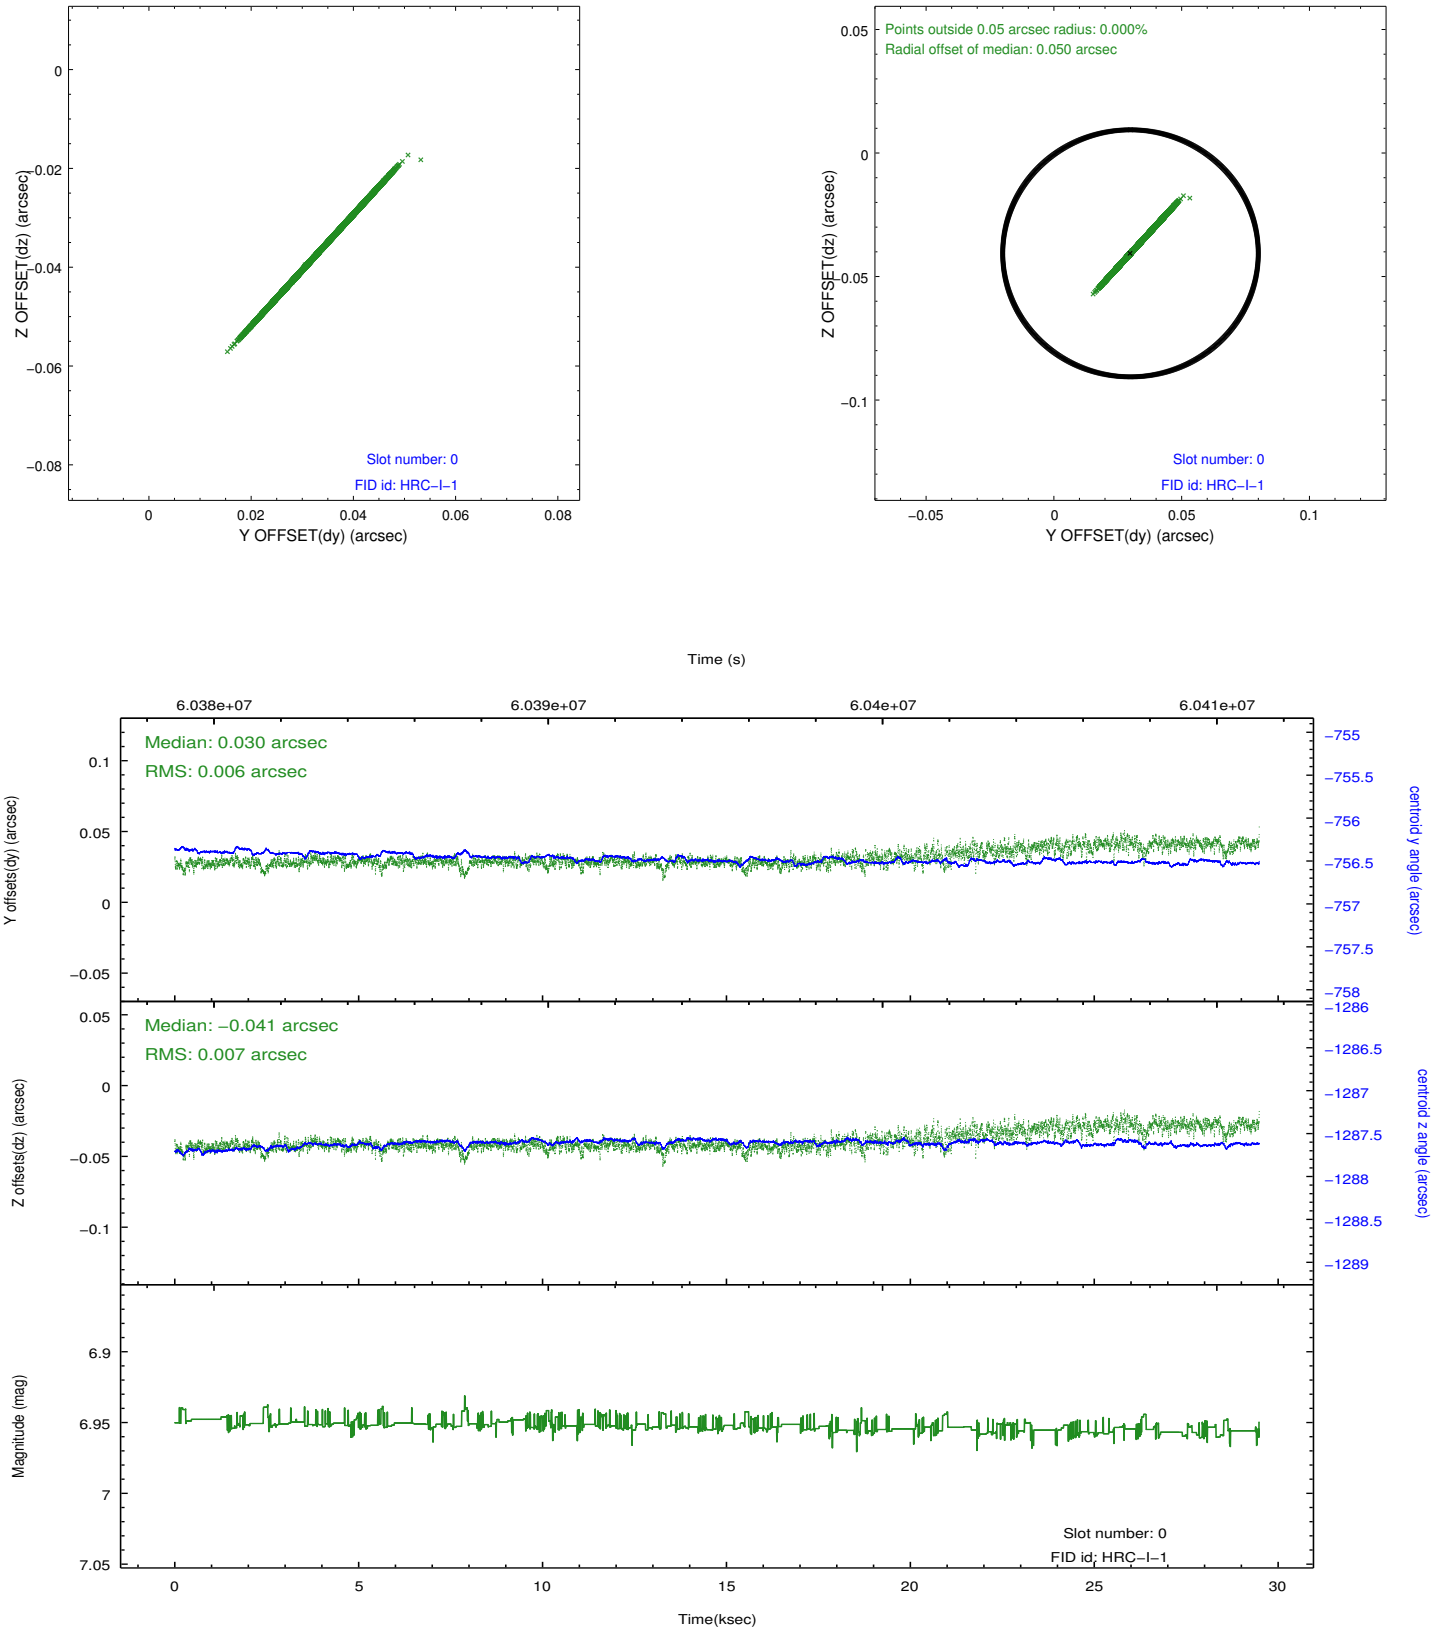 0
−0.02
−0.04
−0.06
−0.08
Z OFFSET(dz) (arcsec)
Slot number: 0
FID id: HRC−I−1
0 0.02 0.04 0.06 0.08
Y OFFSET(dy) (arcsec)
Points outside 0.05 arcsec radius: 0.000%
Radial offset of median: 0.050 arcsec
0.05
0
−0.05
−0.1
Z OFFSET(dz) (arcsec)
Slot number: 0
FID id: HRC−I−1
−0.05 0 0.05 0.1
Y OFFSET(dy) (arcsec)
Time (s)
6.038e+07 6.039e+07 6.04e+07 6.041e+07
Median: 0.030 arcsec
RMS: 0.006 arcsec
0.1
0.05
0
−0.05
Y offsets(dy) (arcsec)
−755
−755.5
−756
−756.5
−757
−757.5
−758
centroid y angle (arcsec)
Median: −0.041 arcsec
RMS: 0.007 arcsec
0.05
0
−0.05
−0.1
Z offsets(dz) (arcsec)
−1286
−1286.5
−1287
−1287.5
−1288
−1288.5
−1289
centroid z angle (arcsec)
6.9
6.95
7
7.05
Magnitude (mag)
Slot number: 0
FID id: HRC−I−1
0 5 10 15 20 25 30
Time(ksec)